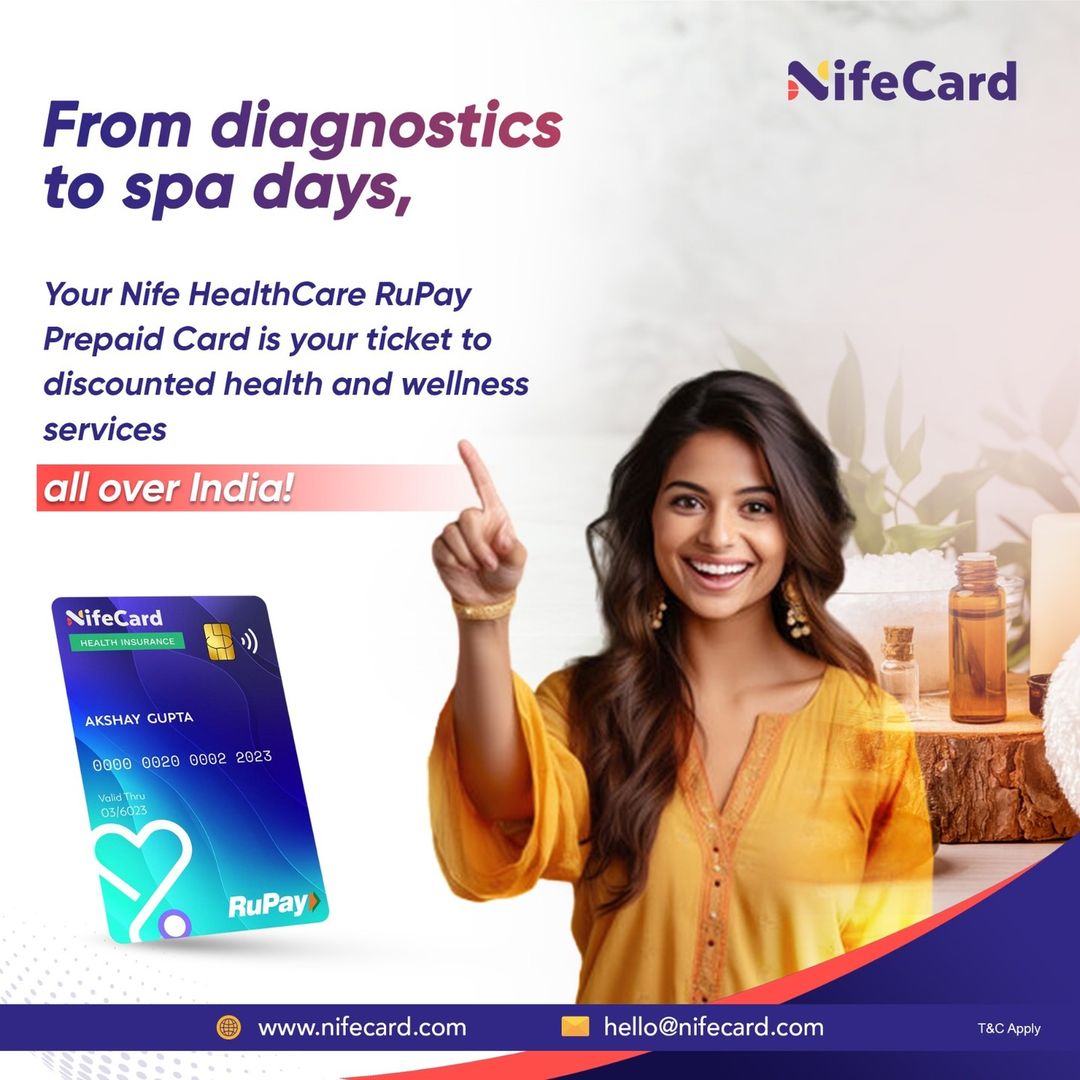 NifeCard
From diagnostics
to spa days,
Your Nife HealthCare RuPay
Prepaid Card is your ticket to
discounted health and wellness
services
all over India!
NifeCard
HEALTH INSURANCE
AKSHAY GUPTA
0000 0020 0002 2023
Valid Thru
03/6023
RuPay
www.nifecard.com
hello@nifecard.com
T&C Apply